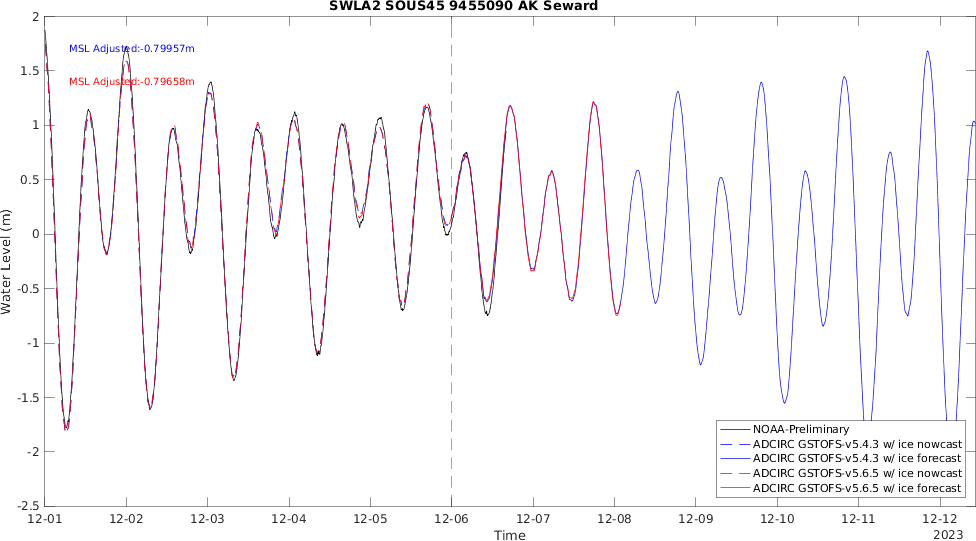 SWLA2 SOUS45 9455090 AK Seward
MSL Adjusted:-0.79957m
MSL Adjusted:-0.79658m
2
1.5
1
0.5
0
-0.5
-1
-1.5
-2
-2.5
Water Level (m)
NOAA-Preliminary
ADCIRC GSTOFS-v5.4.3 w/ ice nowcast
ADCIRC GSTOFS-v5.4.3 w/ ice forecast
ADCIRC GSTOFS-v5.6.5 w/ ice nowcast
ADCIRC GSTOFS-v5.6.5 w/ ice forecast
12-01 12-02 12-03 12-04 12-05 12-06 12-07 12-08 12-09 12-10 12-11 12-12
2023
Time